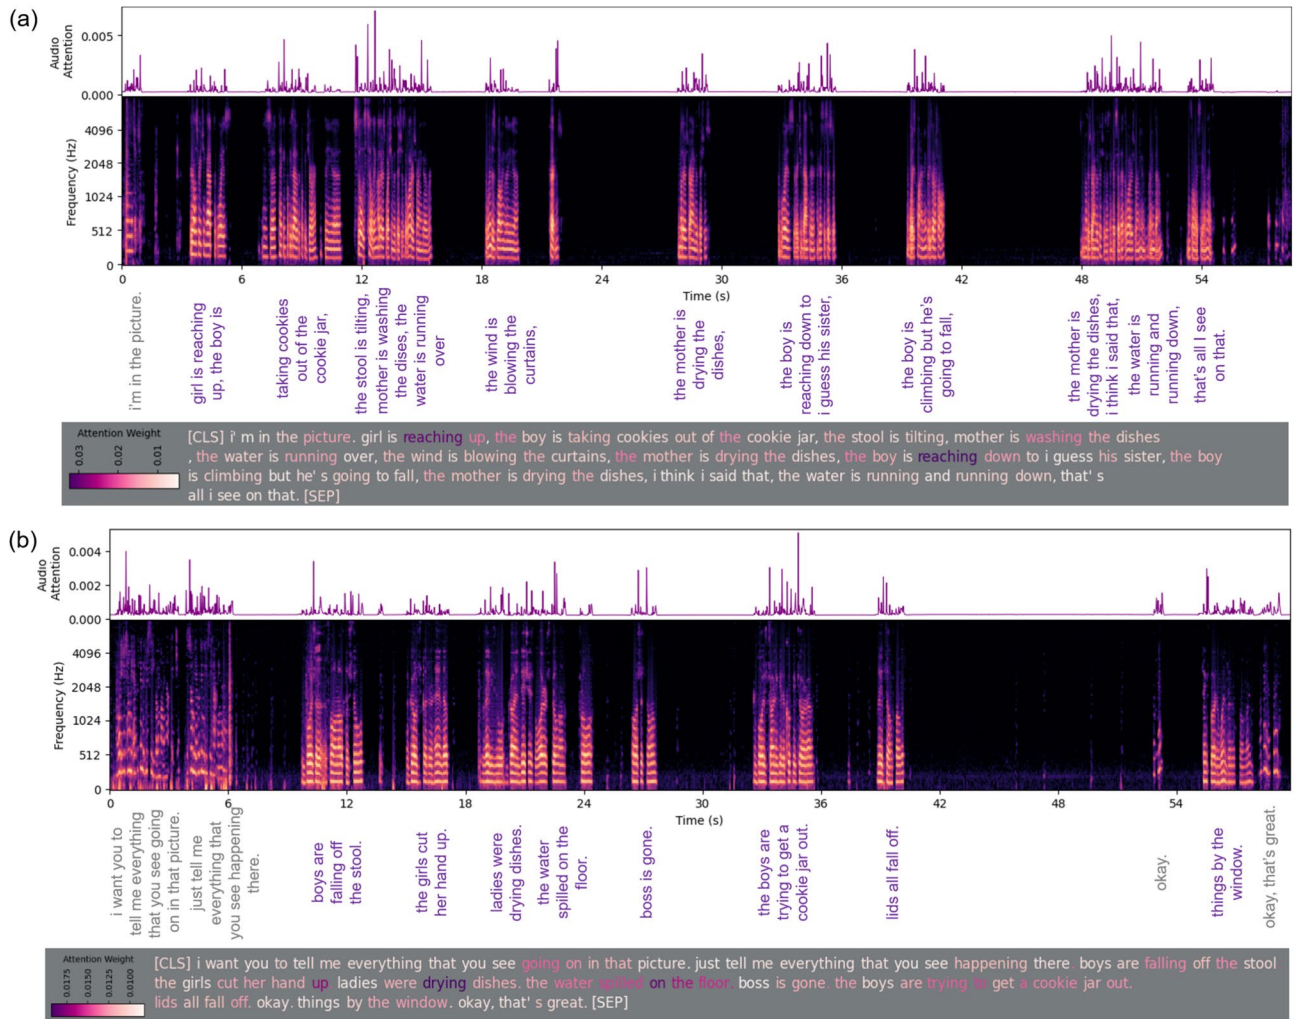 (a)
Audio
Attention
0.005
0.000
Frequency (Hz)
4096
2048
1024
512
0
0 6 12 18 24 30 36 42 48 54
Time (s)
i'm in the picture.
girl is reaching
up, the boy is
taking cookies
out of the
cookie jar,
the stool is tilting,
mother is washing
the dises, the
water is running
over
the wind is
blowing the
curtains,
the mother is
drying the
dishes,
the boy is
reaching down to
i guess his sister,
the boy is
climbing but he's
going to fall,
the mother is
drying the dishes,
i think i said that,
the water is
running and
running down,
that's all I see
on that.
Attention Weight
0.03 0.02 0.01
[CLS] i' m in the picture. girl is reaching up, the boy is taking cookies out of the cookie jar, the stool is tilting, mother is washing the dishes
, the water is running over, the wind is blowing the curtains, the mother is drying the dishes, the boy is reaching down to i guess his sister, the boy
is climbing but he' s going to fall, the mother is drying the dishes, i think i said that, the water is running and running down, that' s
all i see on that. [SEP]
(b)
Audio
Attention
0.004
0.002
0.000
Frequency (Hz)
4096
2048
1024
512
0
0 6 12 18 24 30 36 42 48 54
Time (s)
i want you to
tell me everything
that you see going
on in that picture.
just tell me
everything that
you see happening
there.
boys are
falling off
the stool.
the girls cut
her hand up.
ladies were
drying dishes.
the water
spilled on the
floor.
boss is gone.
the boys are
trying to get a
cookie jar out.
lids all fall off.
okay.
things by the
window.
okay, that's great.
Attention Weight
0.0175 0.0150 0.0125 0.0100
[CLS] i want you to tell me everything that you see going on in that picture. just tell me everything that you see happening there. boys are falling off the stool
the girls cut her hand up ladies were drying dishes. the water spilled on the floor. boss is gone. the boys are trying to get a cookie jar out.
lids all fall off. okay. things by the window. okay, that' s great. [SEP]